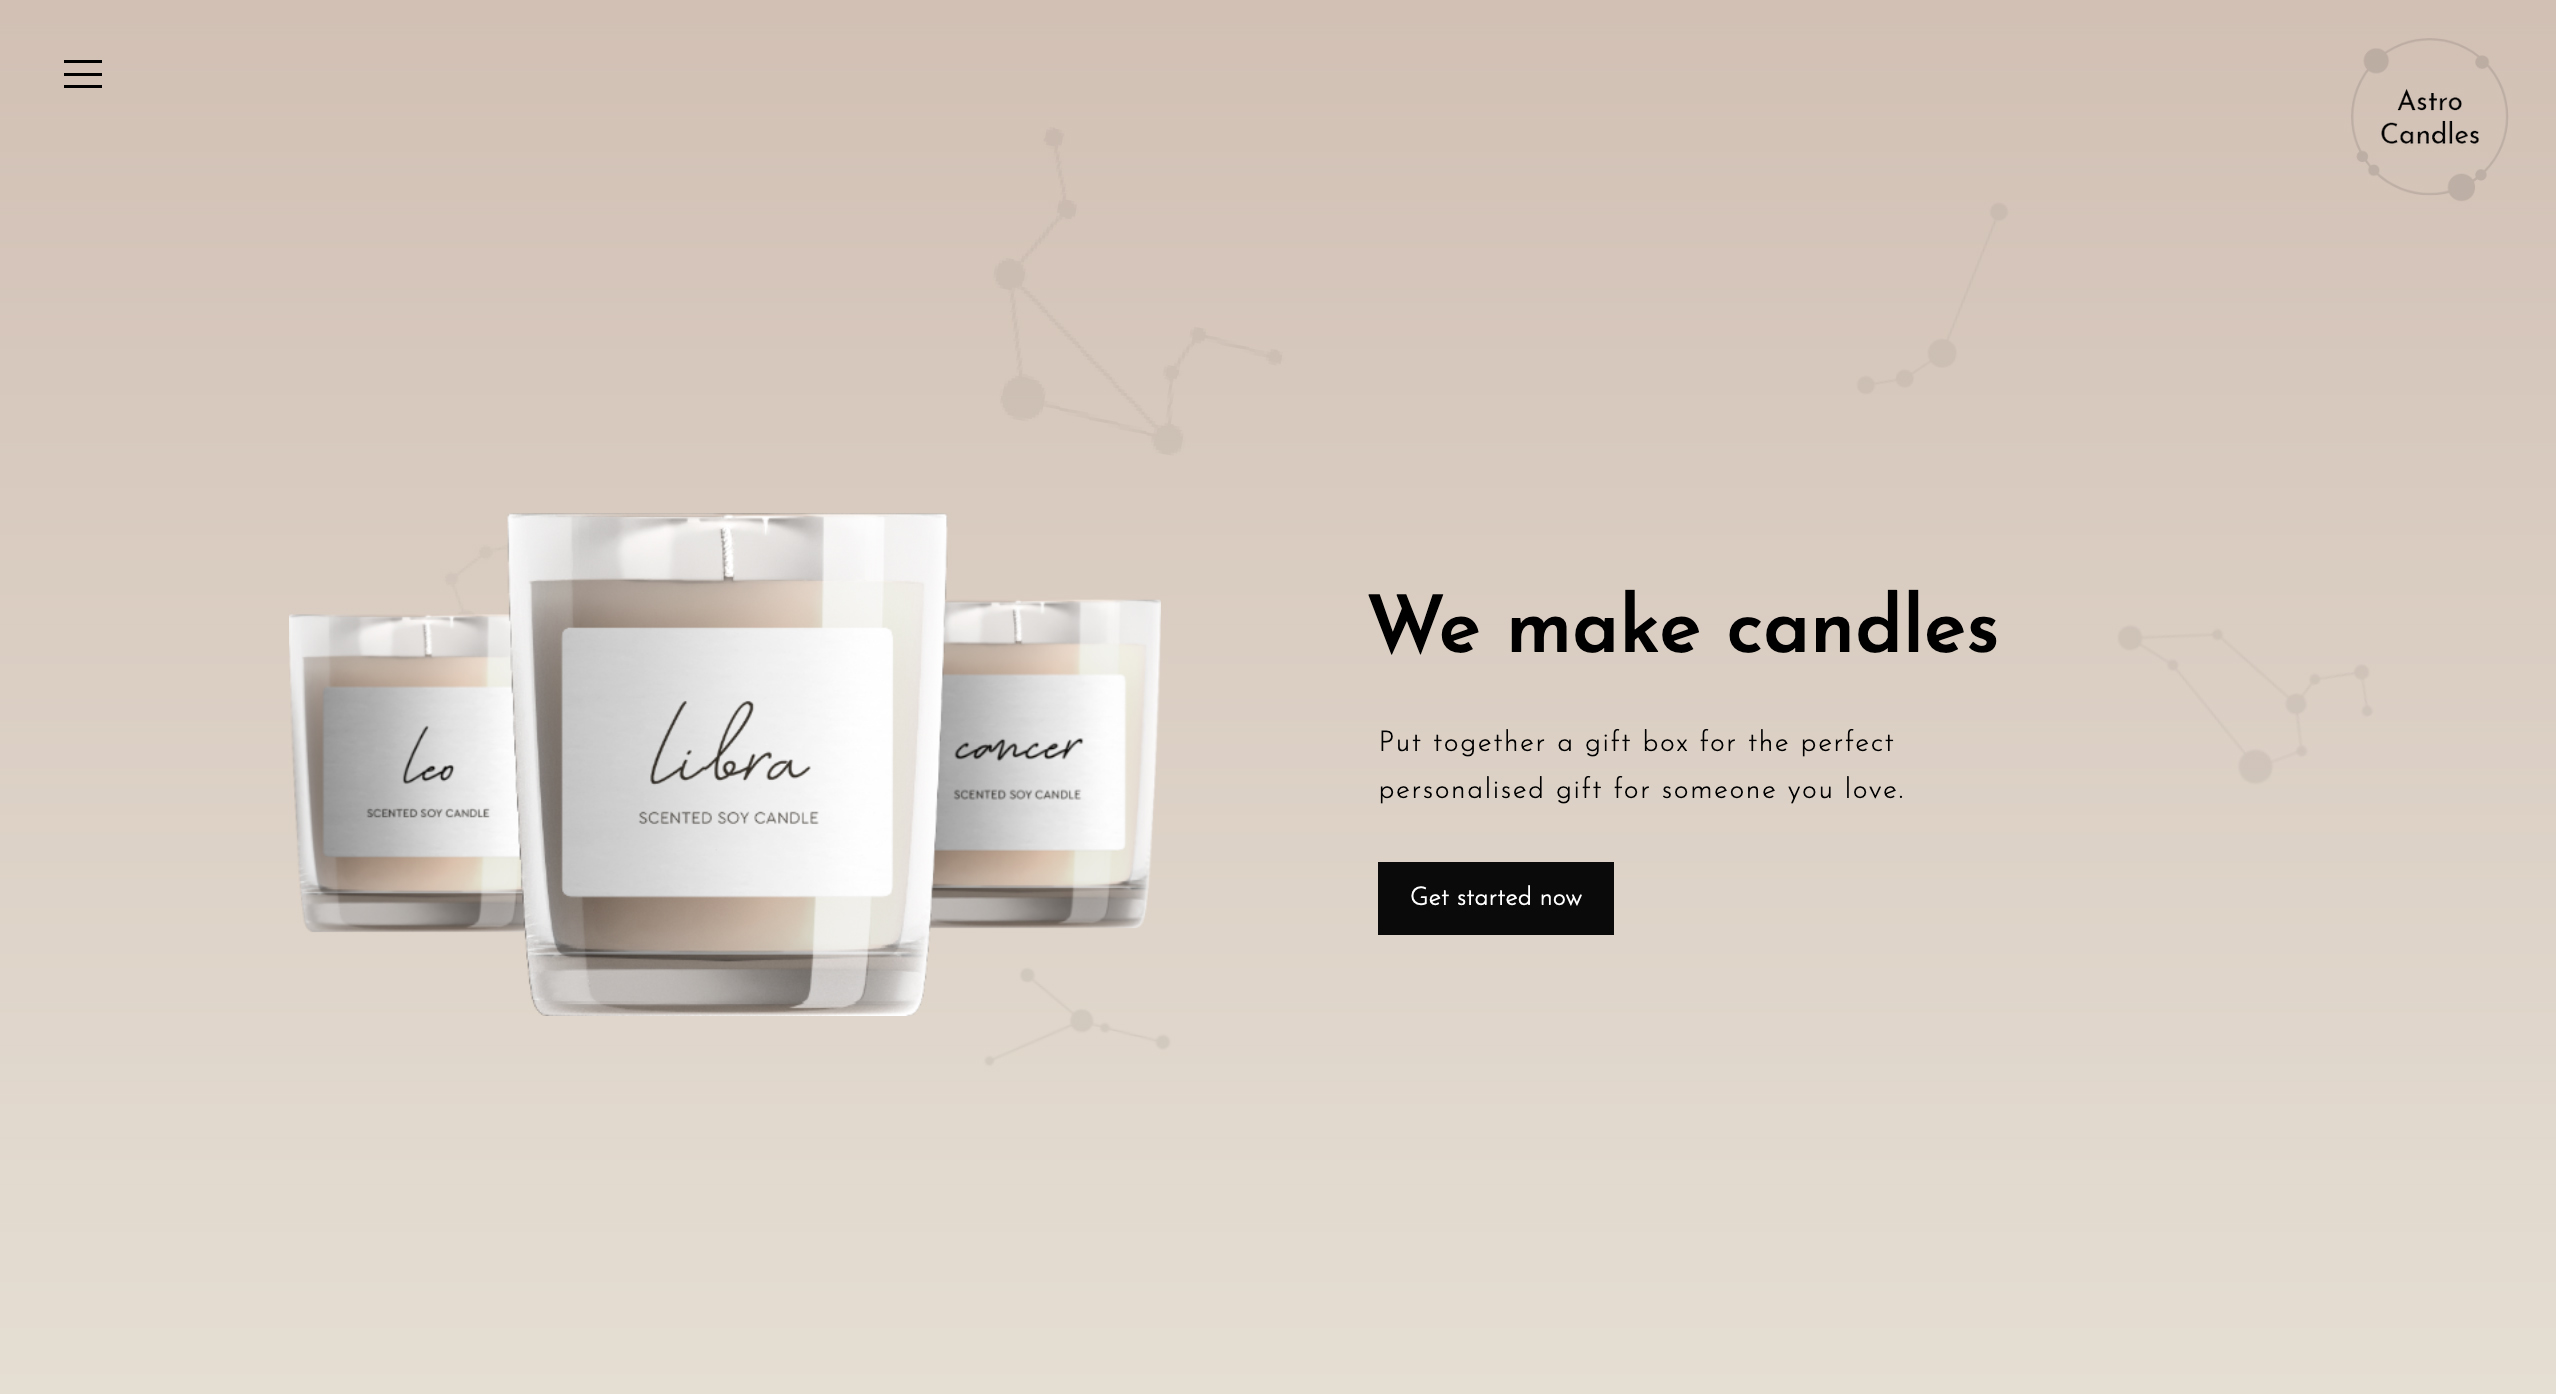 Astro
Candles
leo
SCENTED SOY CANDLE
libra
SCENTED SOY CANDLE
cancer
SCENTED SOY CANDLE
We make candles
Put together a gift box for the perfect
personalised gift for someone you love.
Get started now